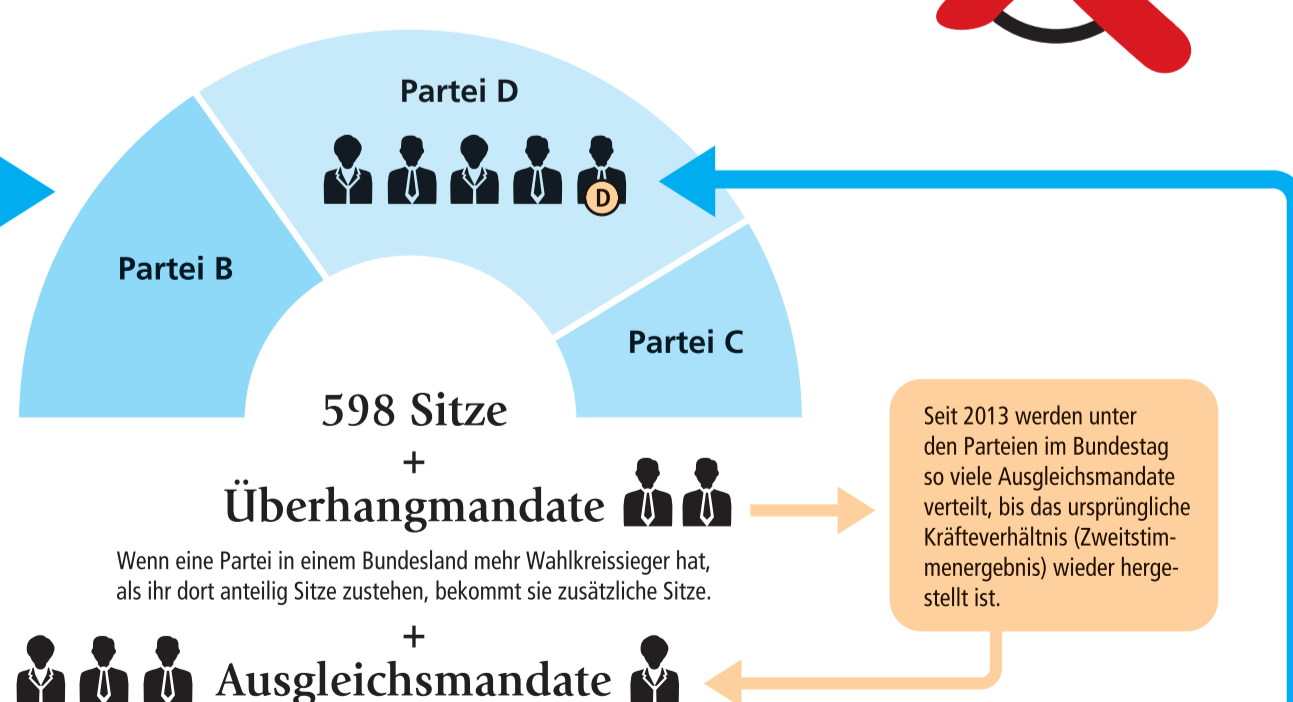 Partei D
D
Partei B
Partei C
598 Sitze
+
Überhangmandate
Wenn eine Partei in einem Bundesland mehr Wahlkreissieger hat,
als ihr dort anteilig Sitze zustehen, bekommt sie zusätzliche Sitze.
+
Ausgleichsmandate
Seit 2013 werden unter
den Parteien im Bundestag
so viele Ausgleichsmandate
verteilt, bis das ursprüngliche
Kräfteverhältnis (Zweitstim-
menergebnis) wieder herge-
stellt ist.